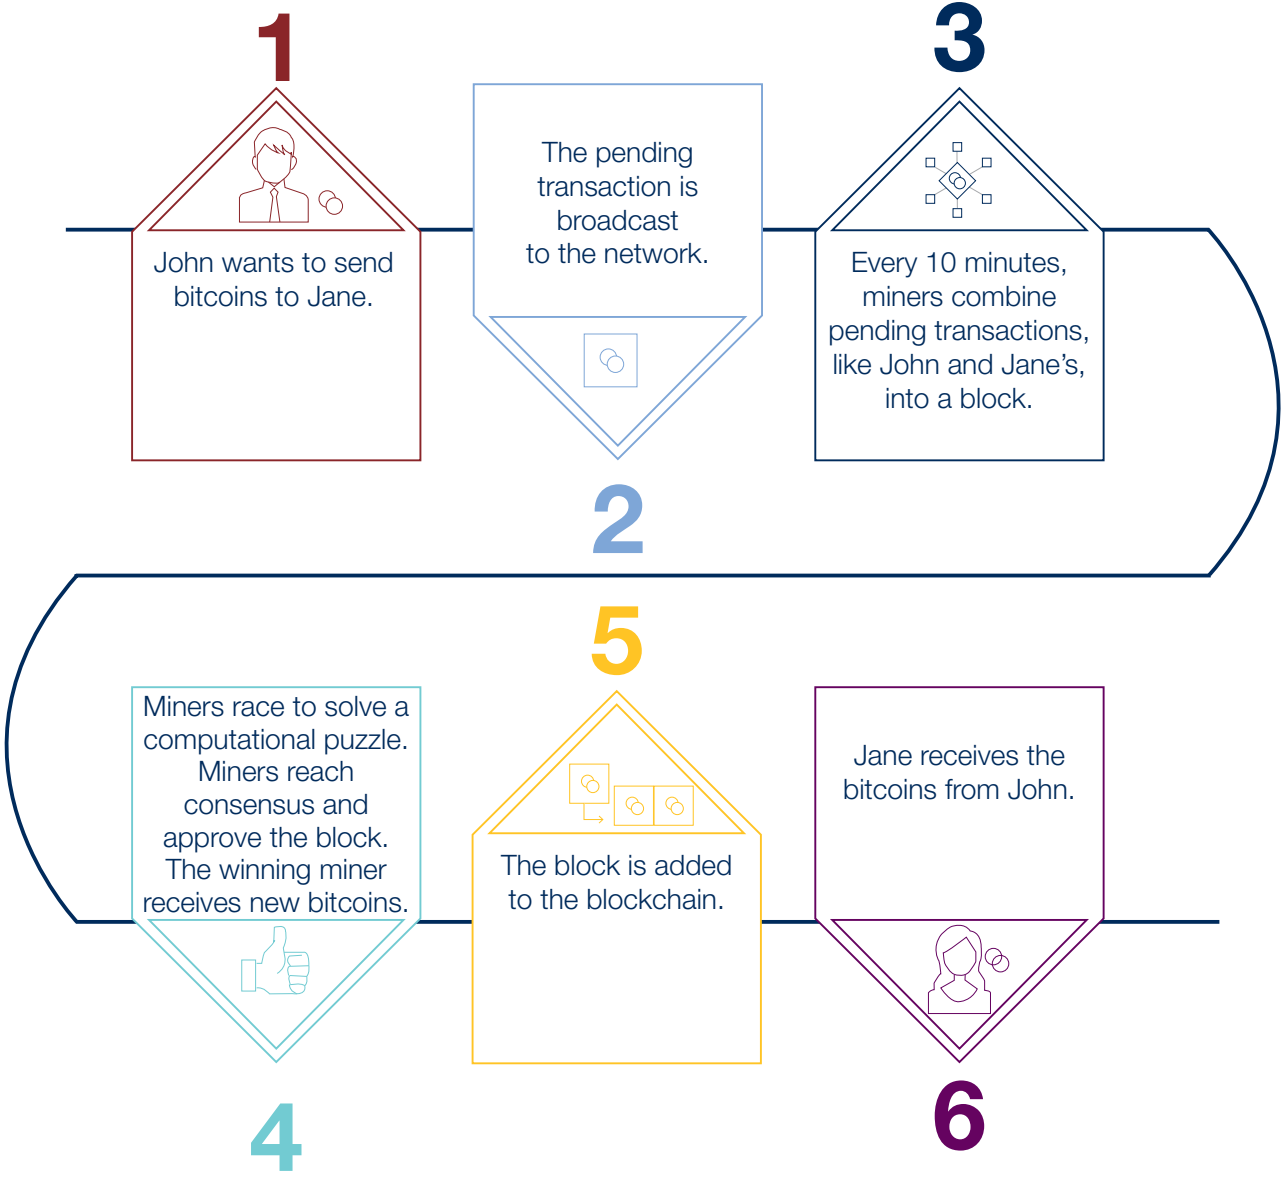 1
John wants to send
bitcoins to Jane.
The pending
transaction is
broadcast
to the network.
2
3
Every 10 minutes,
miners combine
pending transactions,
like John and Jane’s,
into a block.
Miners race to solve a
computational puzzle.
Miners reach
consensus and
approve the block.
The winning miner
receives new bitcoins.
4
5
The block is added
to the blockchain.
Jane receives the
bitcoins from John.
6